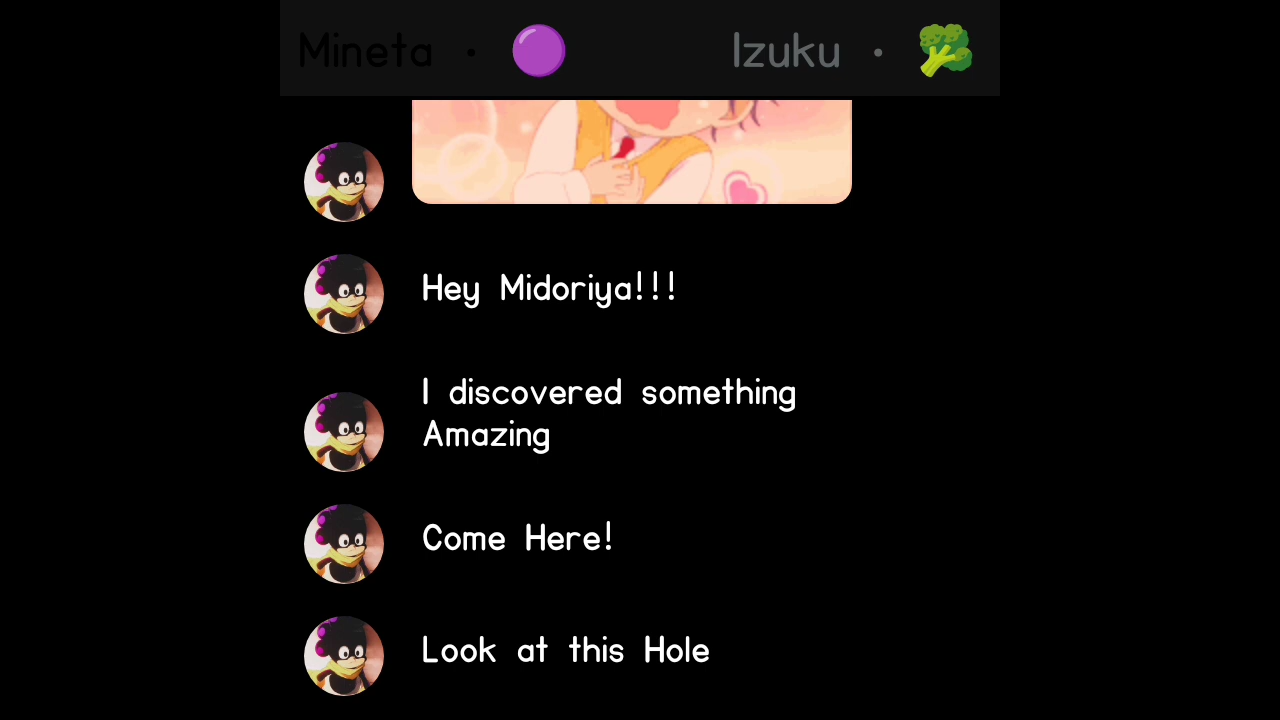 Mineta • Izuku •
Hey Midoriya!!!
I discovered something
Amazing
Come Here!
Look at this Hole